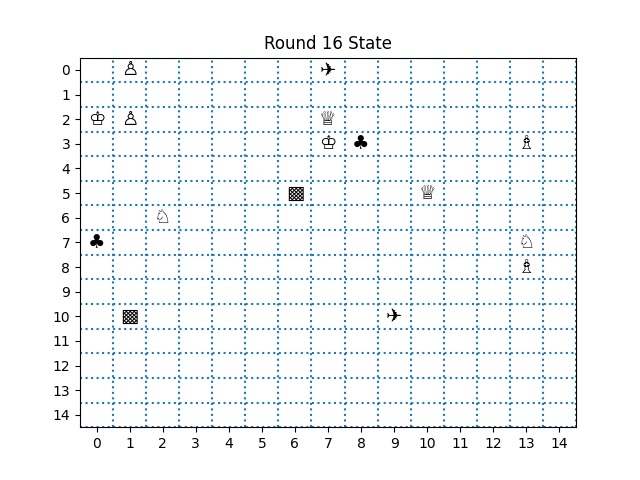 Round 16 State
0 ♙ ✈
1
2 ♔ ♙ ♕
3 ♔ ♣ ♗
4
5 ▩ ♕
6 ♘
7 ♣ ♘
8 ♗
9
10 ▩ ✈
11
12
13
14
0 1 2 3 4 5 6 7 8 9 10 11 12 13 14